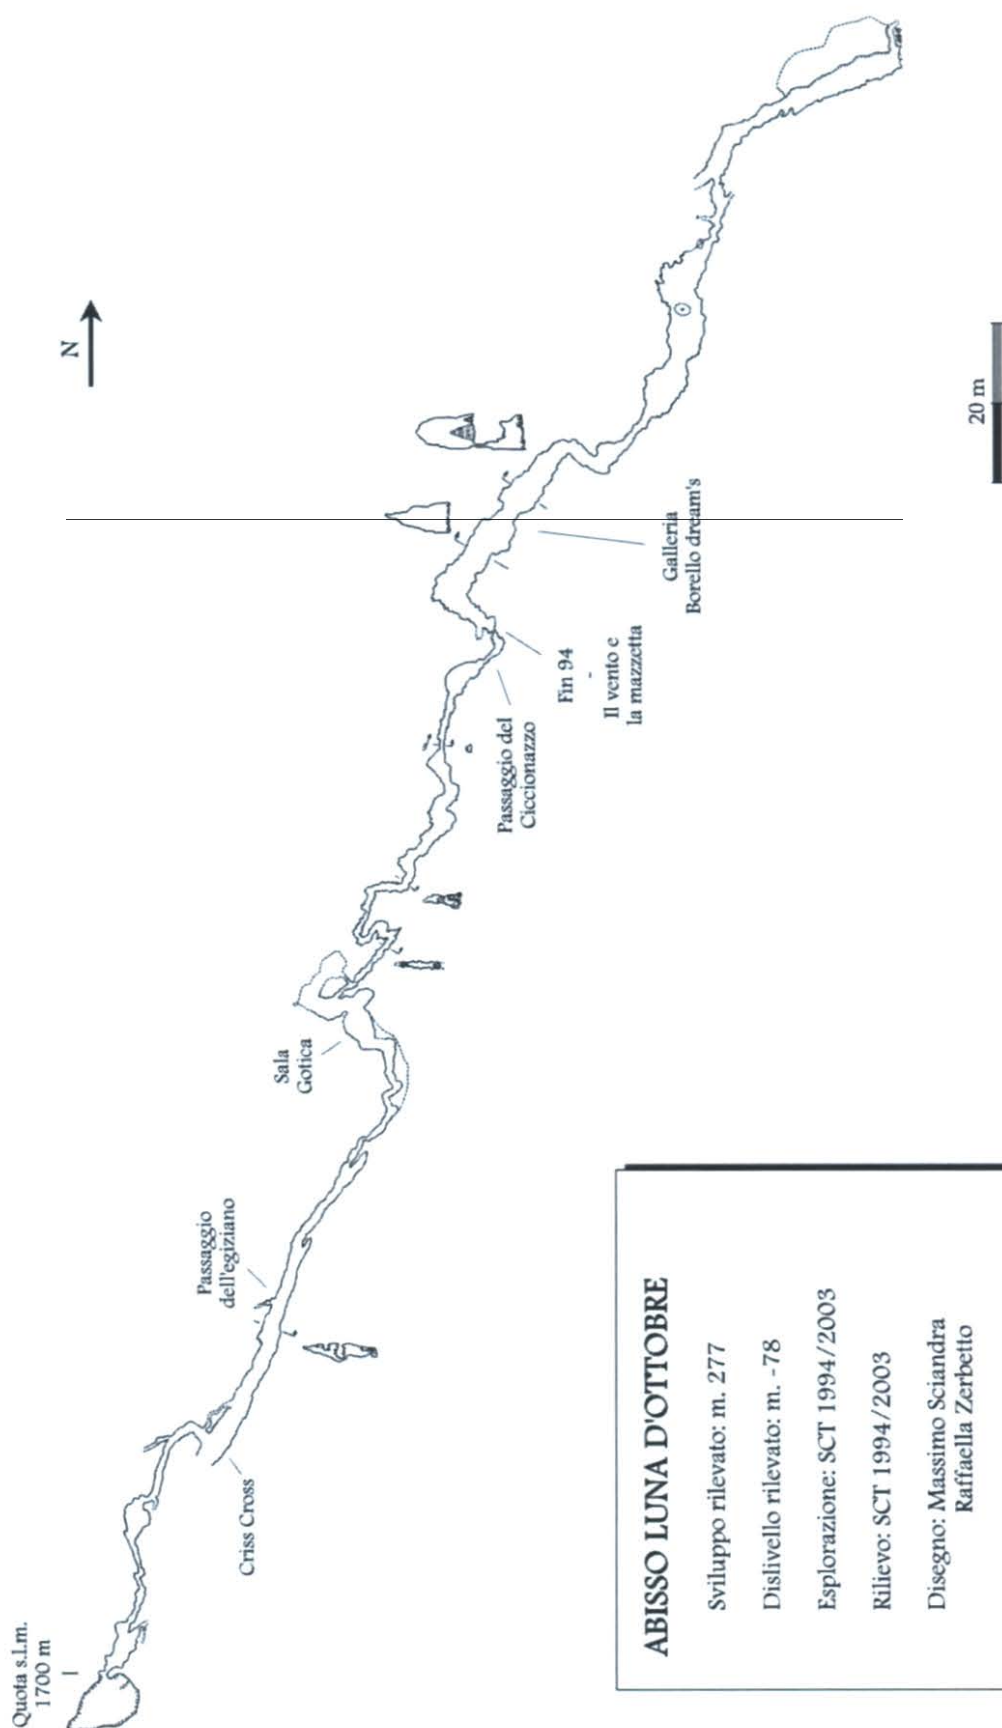 Quota s.l.m.
1700 m
Criss Cross
Passaggio
dell'egiziano
Sala
Gotica
Passaggio del
Ciccionazzo
Fin 94
-
Il vento e
la mazzetta
Galleria
Borello dream's
N
20 m
ABISSO LUNA D'OTTOBRE
Sviluppo rilevato: m. 277
Dislivello rilevato: m. -78
Esplorazione: SCT 1994/2003
Rilievo: SCT 1994/2003
Disegno: Massimo Sciandra
Raffaella Zerbetto